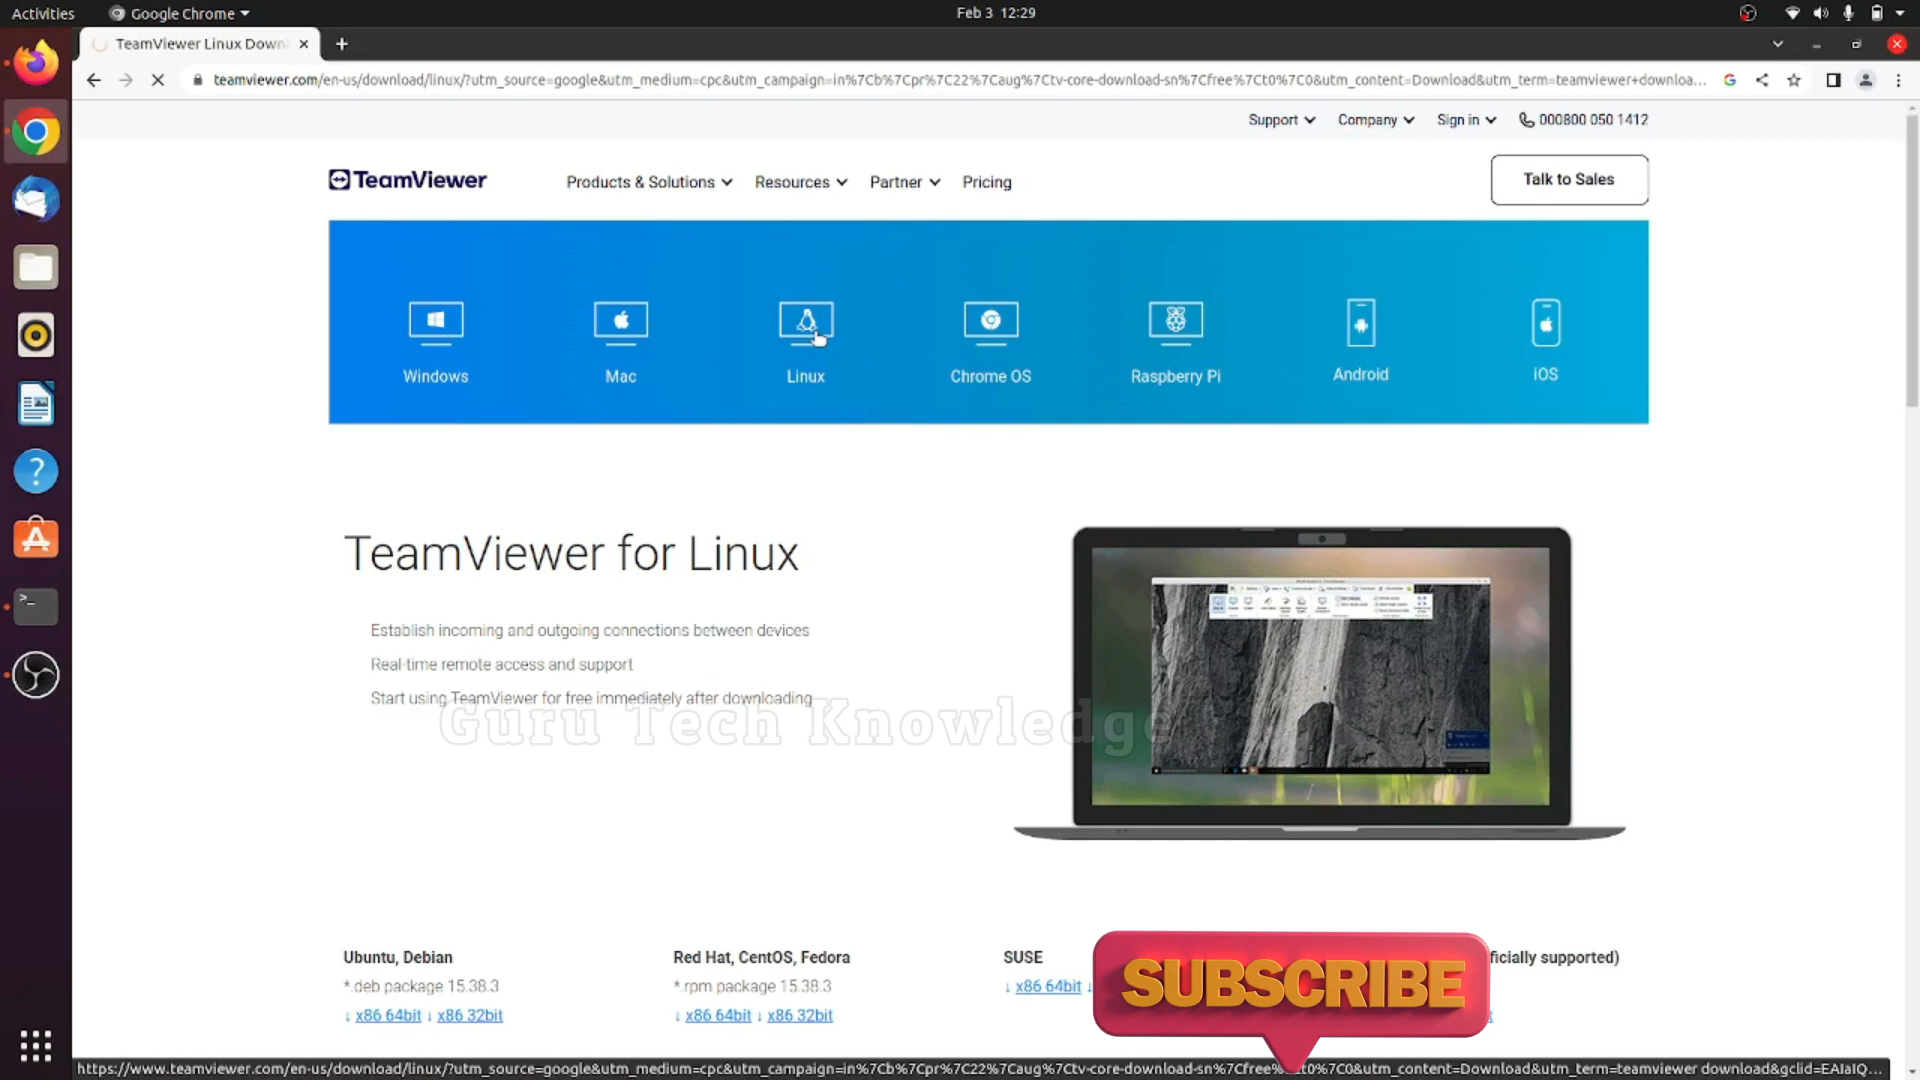 Activities
Google Chrome
Feb 3 12:29
TeamViewer Linux Down
teamviewer.com/en-us/download/linux/?utm_source=google&utm_medium=cpc&utm_campaign=in%7Cb%7Cpr%7C22%7Caug%7Ctv-core-download-sn%7Cfree%7Ct0%7C0&utm_content=Download&utm_term=teamviewer+downloa...
Support Company Sign in 000800 050 1412
TeamViewer
Products & Solutions Resources Partner Pricing
Talk to Sales
Windows Mac Linux Chrome OS Raspberry Pi Android iOS
TeamViewer for Linux
Establish incoming and outgoing connections between devices
Real-time remote access and support
Start using TeamViewer for free immediately after downloading
Guru Tech Knowledge
Ubuntu, Debian
*.deb package 15.38.3
↓ x86 64bit ↓ x86 32bit
Red Hat, CentOS, Fedora
*.rpm package 15.38.3
↓ x86 64bit ↓ x86 32bit
SUSE
↓ x86 64bit ↓
ficially supported)
SUBSCRIBE
https://www.teamviewer.com/en-us/download/linux/?utm_source=google&utm_medium=cpc&utm_campaign=in%7Cb%7Cpr%7C22%7Caug%7Ctv-core-download-sn%7Cfree% t0%7C0&utm_content=Download&utm_term=teamviewer download&gclid=EAIaIQ...